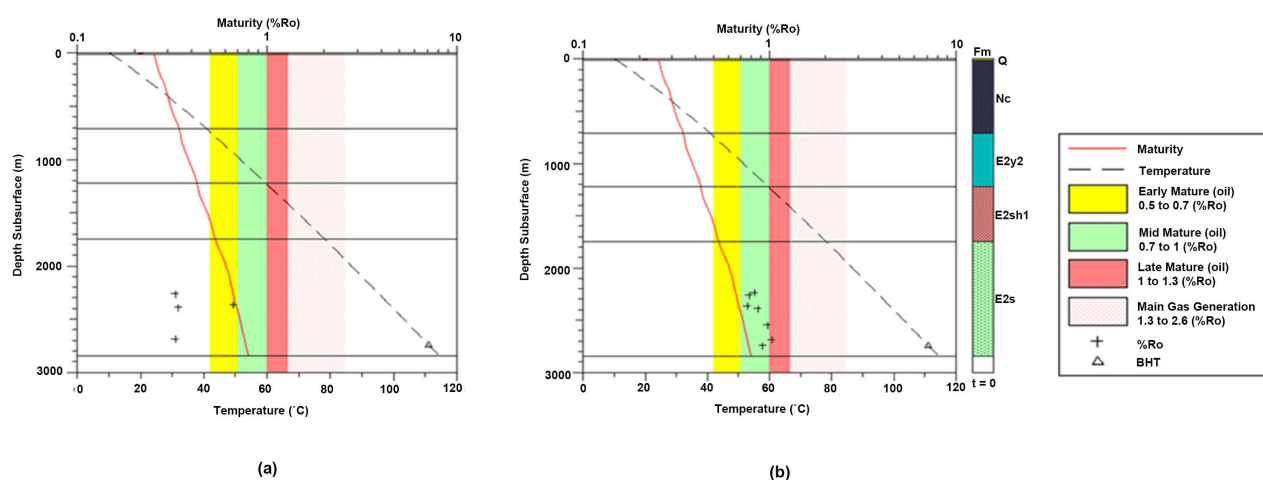 Maturity (%Ro)
0.1
1
10
0
1000
2000
3000
Depth Subsurface (m)
0
20
40
60
80
100
120
Temperature (˚C)
(a)
Maturity (%Ro)
0.1
1
10
0
1000
2000
3000
Depth Subsurface (m)
0
20
40
60
80
100
120
Temperature (˚C)
(b)
Fm
Q
Nc
E2y2
E2sh1
E2s
t = 0
Maturity
Temperature
Early Mature (oil)
0.5 to 0.7 (%Ro)
Mid Mature (oil)
0.7 to 1 (%Ro)
Late Mature (oil)
1 to 1.3 (%Ro)
Main Gas Generation
1.3 to 2.6 (%Ro)
%Ro
BHT